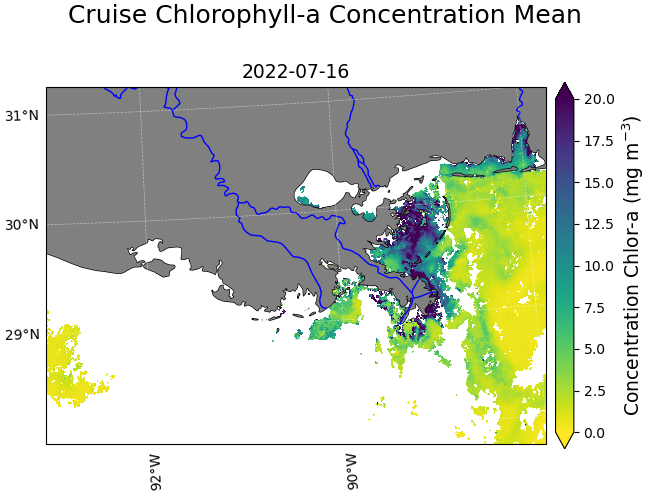 Cruise Chlorophyll-a Concentration Mean
2022-07-16
31°N
30°N
29°N
92°W
90°W
20.0
17.5
15.0
12.5
10.0
7.5
5.0
2.5
0.0
Concentration Chlor-a (mg m⁻³)